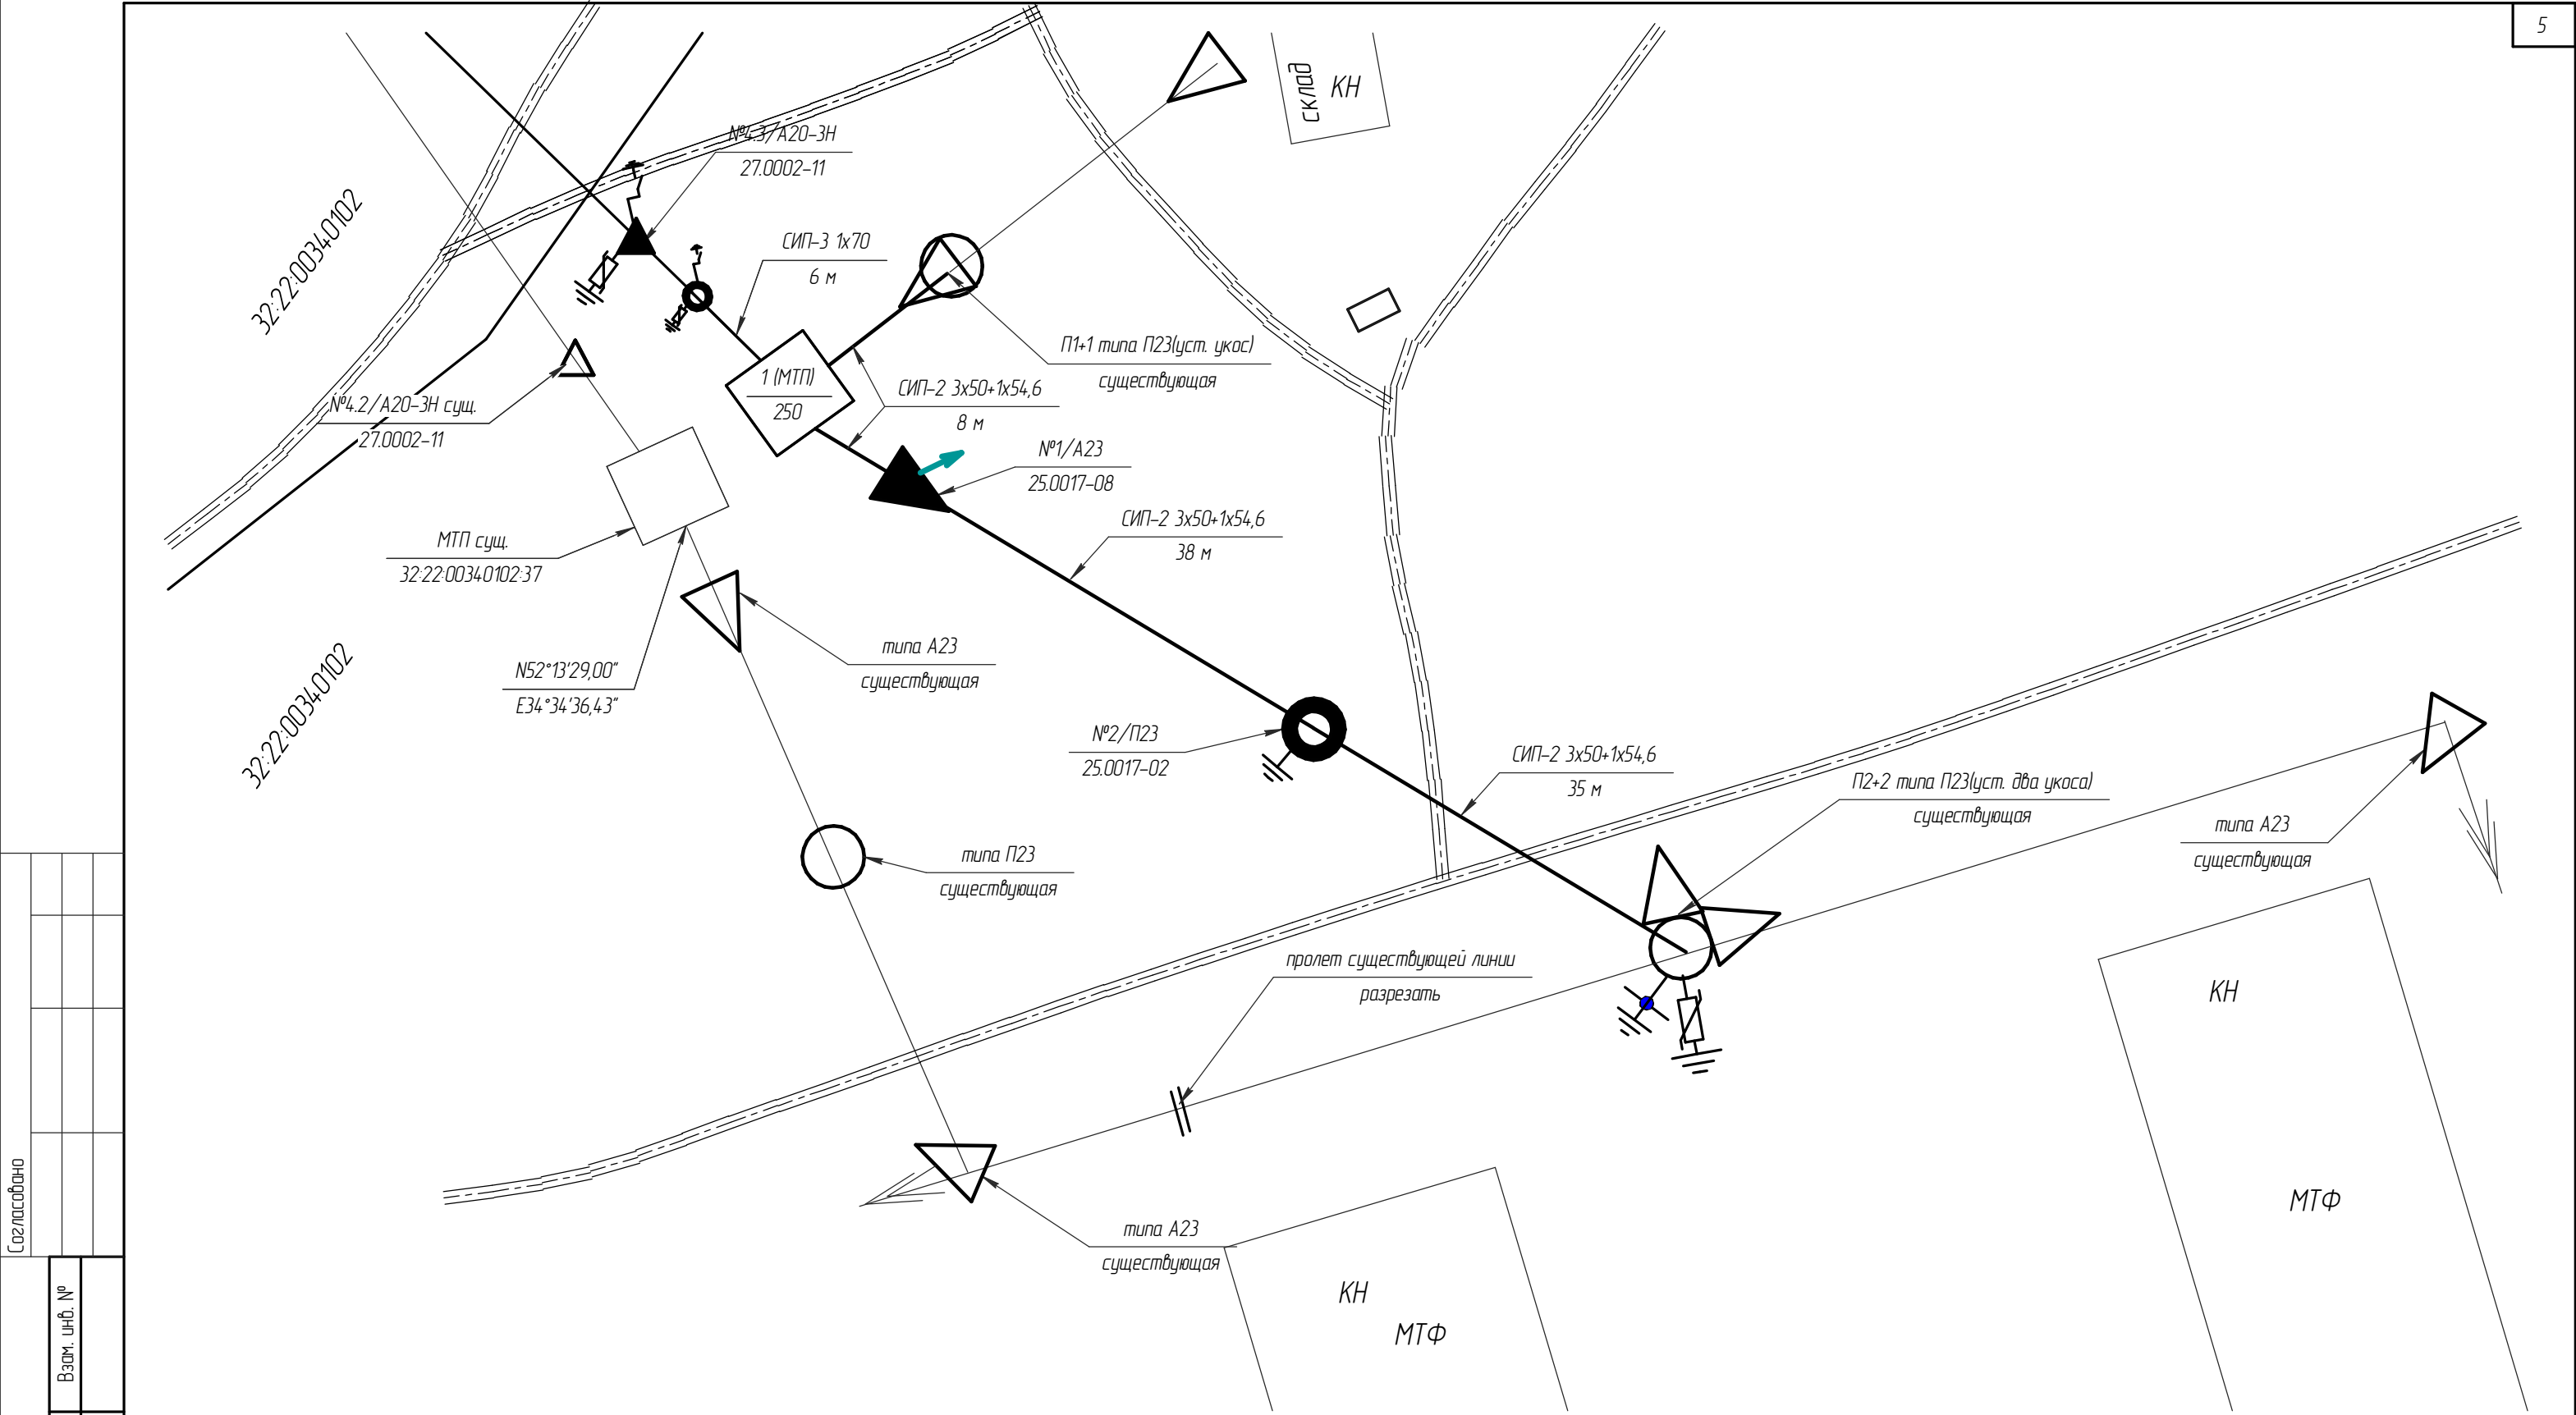 5
склад
КН
№4.3/А20-3Н
27.0002-11
32:22:00340102
СИП-3 1х70
6 м
П1+1 типа П23(уст. укос)
существующая
1 (МТП)
250
СИП-2 3х50+1х54,6
8 м
№4.2/А20-3Н сущ.
27.0002-11
№1/А23
25.0017-08
СИП-2 3х50+1х54,6
38 м
МТП сущ.
32:22:00340102:37
типа А23
существующая
N52°13'29,00"
E34°34'36,43"
32:22:00340102
№2/П23
25.0017-02
СИП-2 3х50+1х54,6
35 м
П2+2 типа П23(уст. два укоса)
существующая
типа А23
существующая
типа П23
существующая
пролет существующей линии
разрезать
КН
МТФ
типа А23
существующая
КН
МТФ
Согласовано
Взам. инв. №